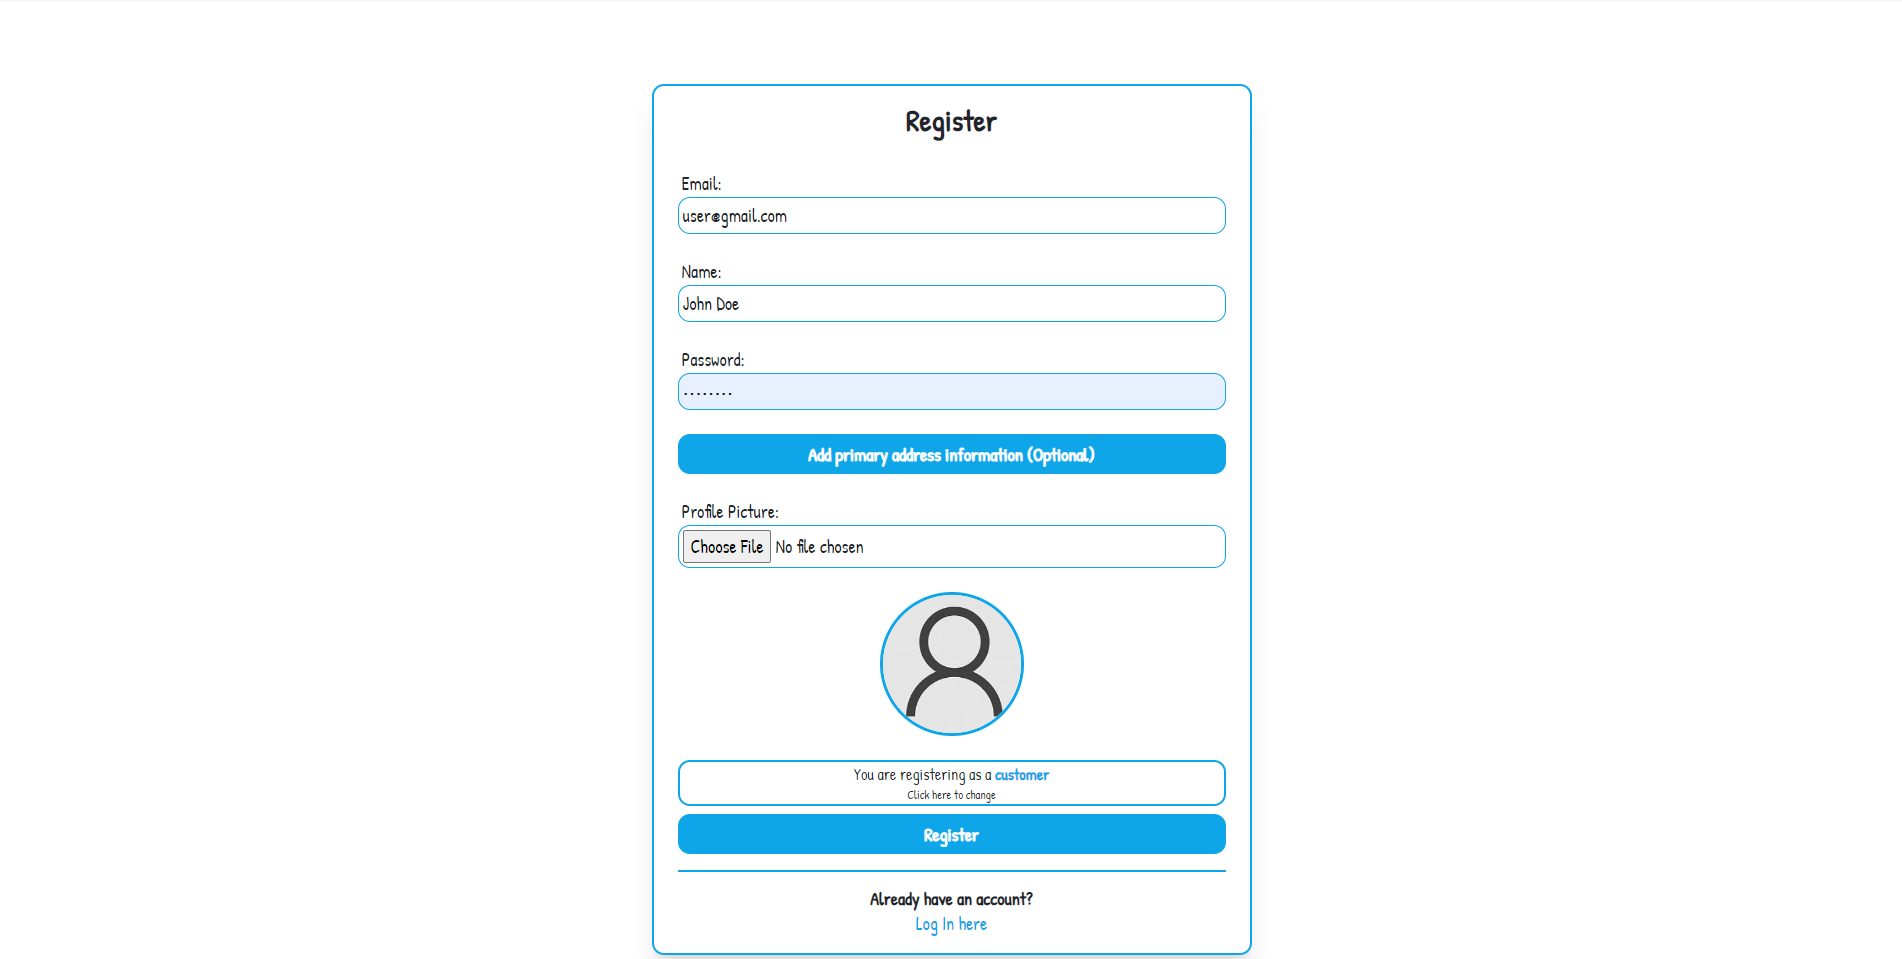 Register
Email:
user@gmail.com
Name:
John Doe
Password:
••••••••
Add primary address information (Optional)
Profile Picture:
Choose File No file chosen
You are registering as a customer
Click here to change
Register
Already have an account?
Log In here